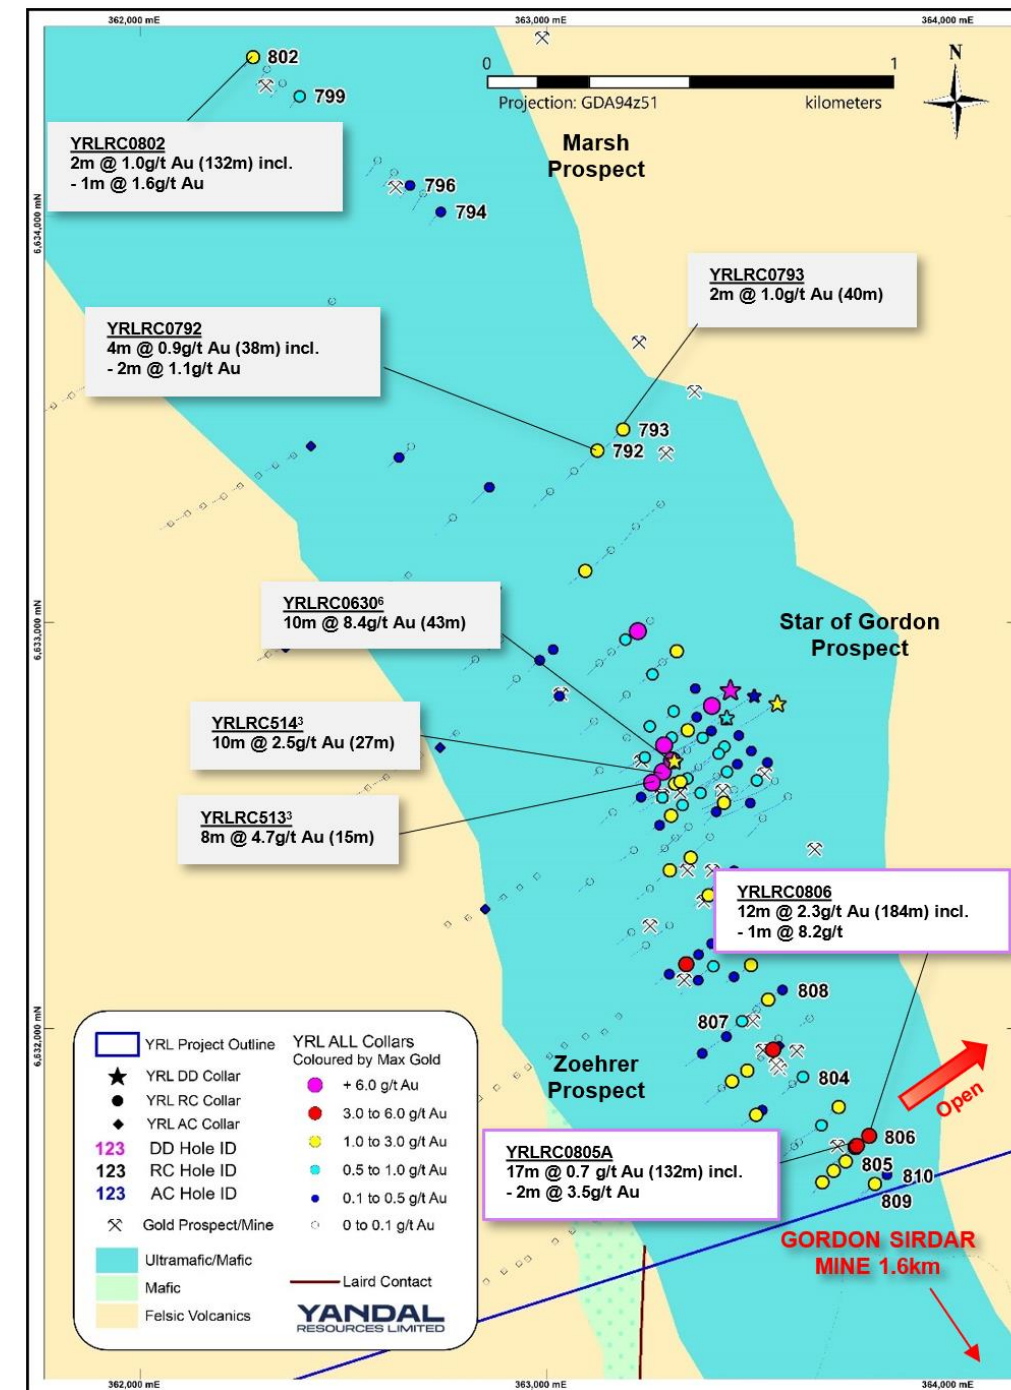 362,000 mE
363,000 mE
364,000 mE
802
799
0
1
Projection: GDA94z51
kilometers
N
YRLRC0802
2m @ 1.0g/t Au (132m) incl.
- 1m @ 1.6g/t Au
Marsh
Prospect
796
794
6,634,000 mN
YRLRC0793
2m @ 1.0g/t Au (40m)
YRLRC0792
4m @ 0.9g/t Au (38m) incl.
- 2m @ 1.1g/t Au
793
792
YRLRC0630⁶
10m @ 8.4g/t Au (43m)
6,633,000 mN
Star of Gordon
Prospect
YRLRC514³
10m @ 2.5g/t Au (27m)
YRLRC513³
8m @ 4.7g/t Au (15m)
YRLRC0806
12m @ 2.3g/t Au (184m) incl.
- 1m @ 8.2g/t
808
807
6,632,000 mN
Zoehrer
Prospect
804
Open
806
805
810
809
YRLRC0805A
17m @ 0.7 g/t Au (132m) incl.
- 2m @ 3.5g/t Au
GORDON SIRDAR
MINE 1.6km
YRL Project Outline
YRL DD Collar
YRL RC Collar
YRL AC Collar
123 DD Hole ID
123 RC Hole ID
123 AC Hole ID
Gold Prospect/Mine
Ultramafic/Mafic
Mafic
Felsic Volcanics
YRL ALL Collars
Coloured by Max Gold
+ 6.0 g/t Au
3.0 to 6.0 g/t Au
1.0 to 3.0 g/t Au
0.5 to 1.0 g/t Au
0.1 to 0.5 g/t Au
0 to 0.1 g/t Au
Laird Contact
YANDAL
RESOURCES LIMITED
362,000 mE
363,000 mE
364,000 mE